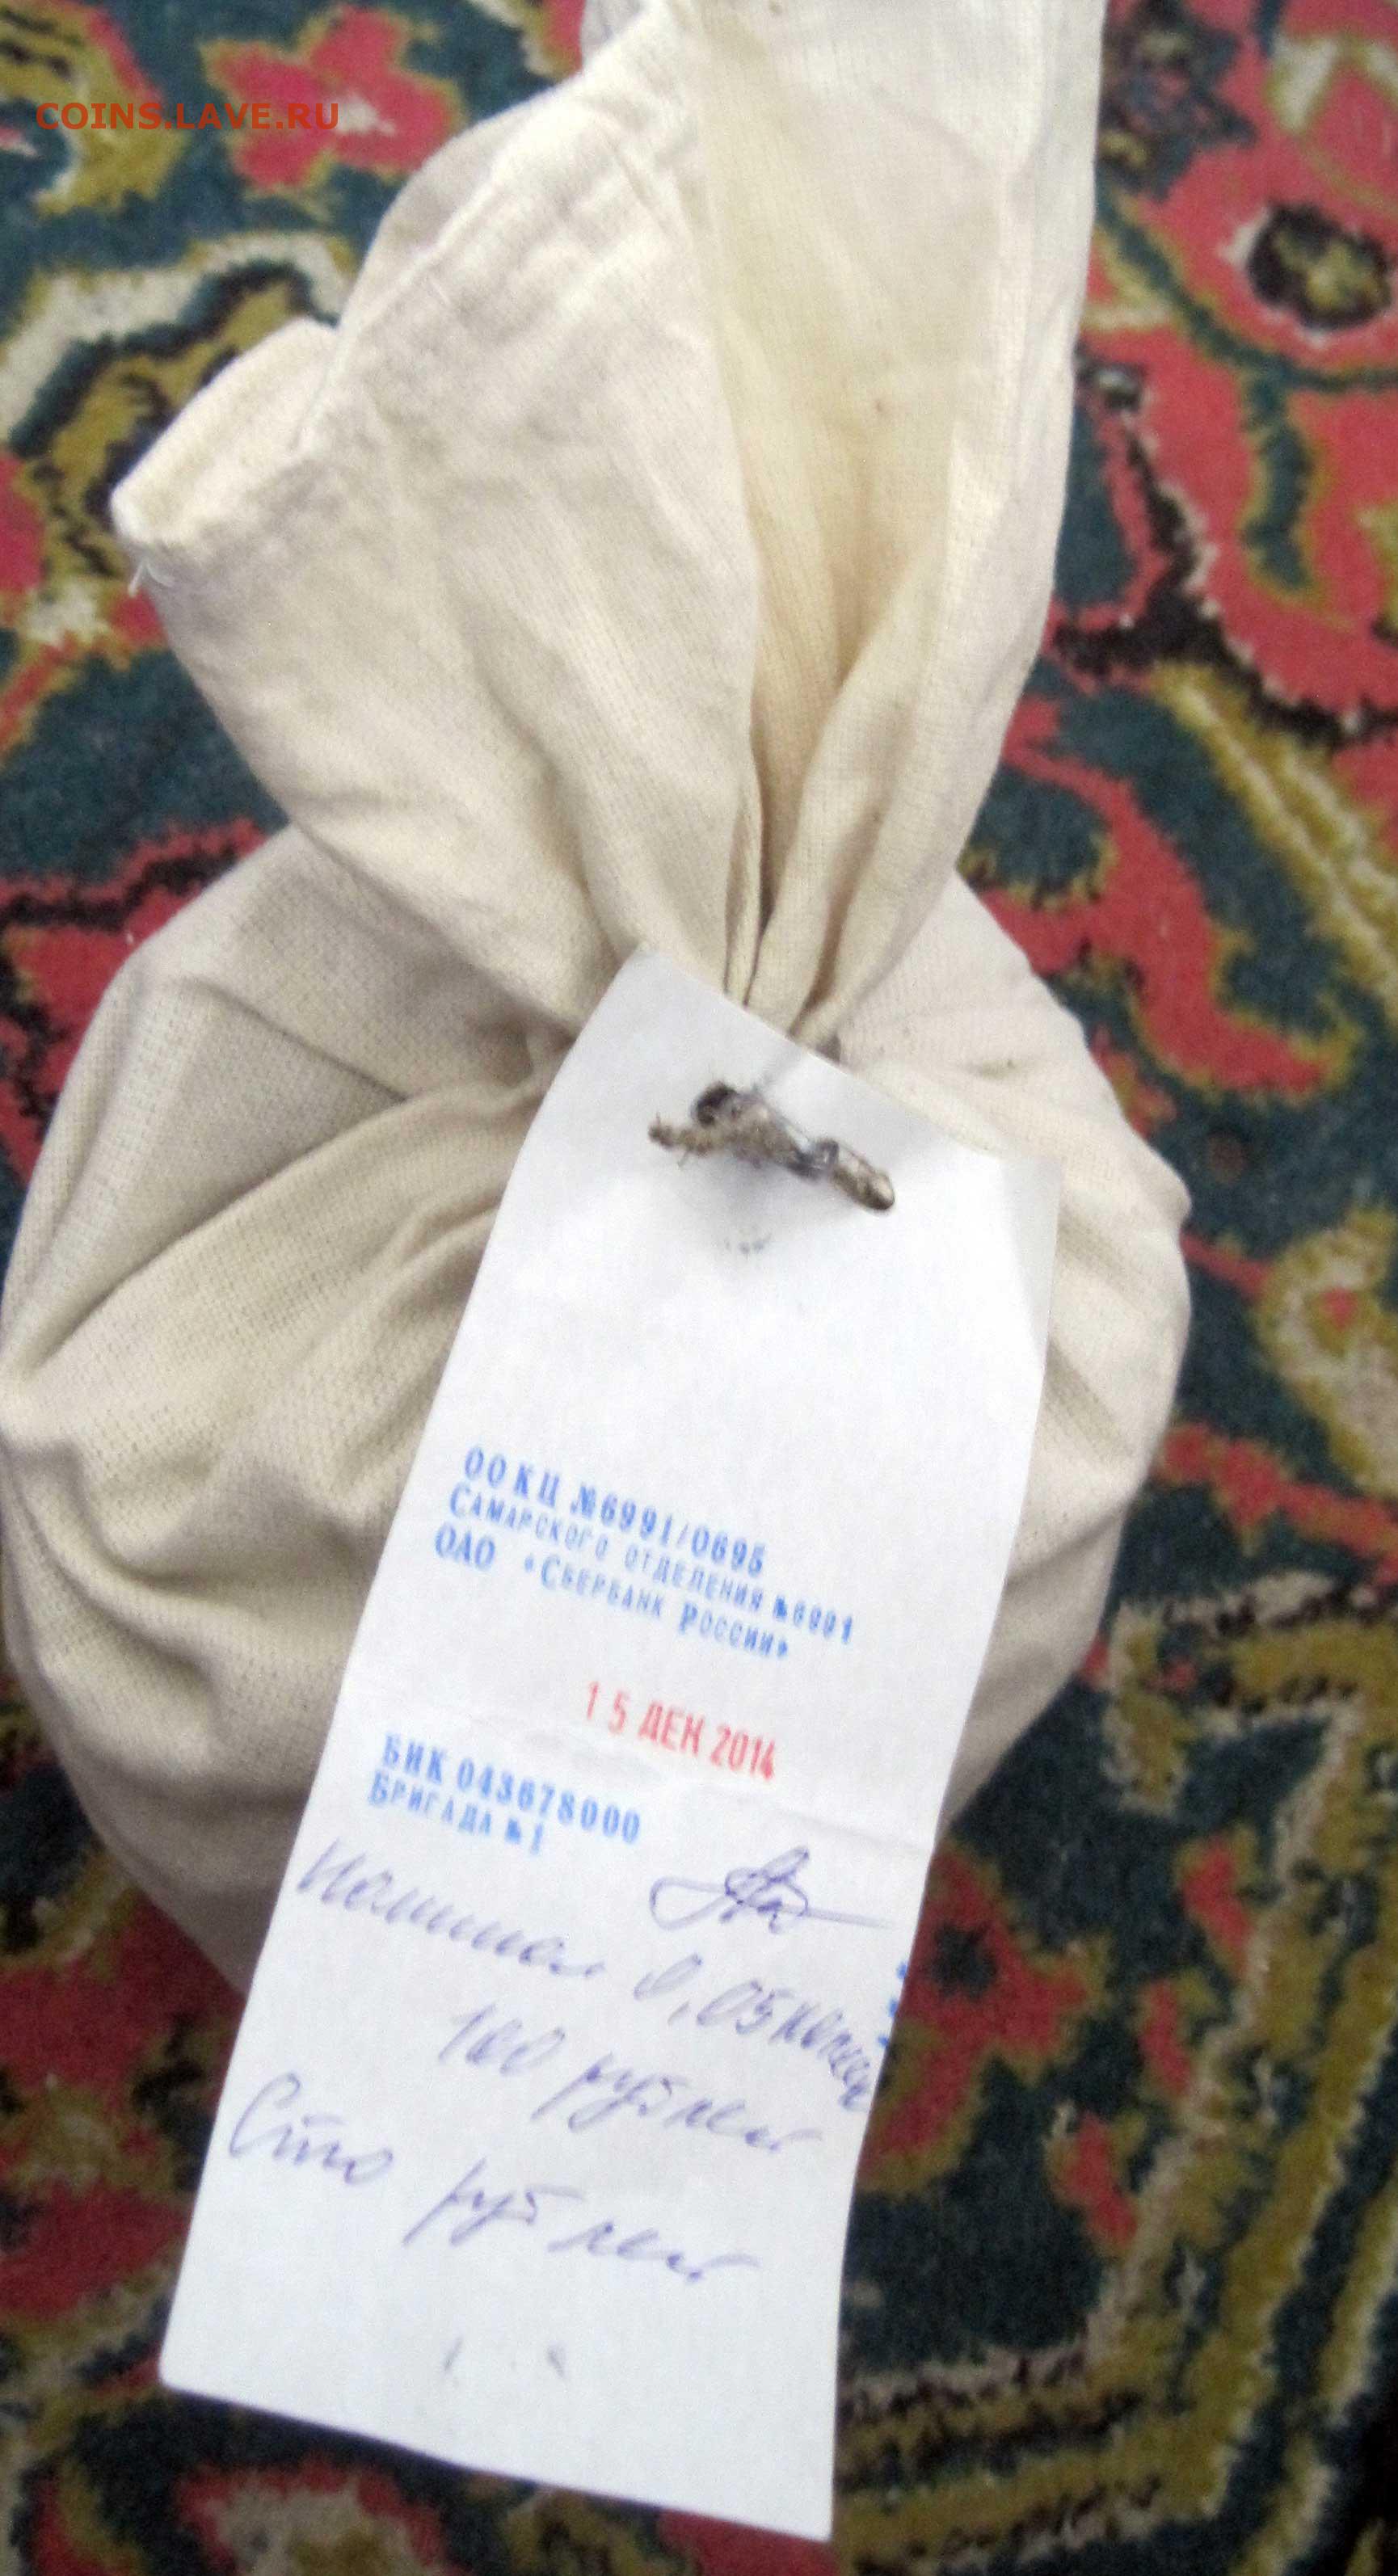 COINS.LAVE.RU
ООКЦ №6991/0695
Самарского отделения №6991
ОАО «Сбербанк России»
15 ДЕК 2014
БИК 043678000
Бригада №1
Номинал 0,05 копеек
100 рублей
Сто рублей